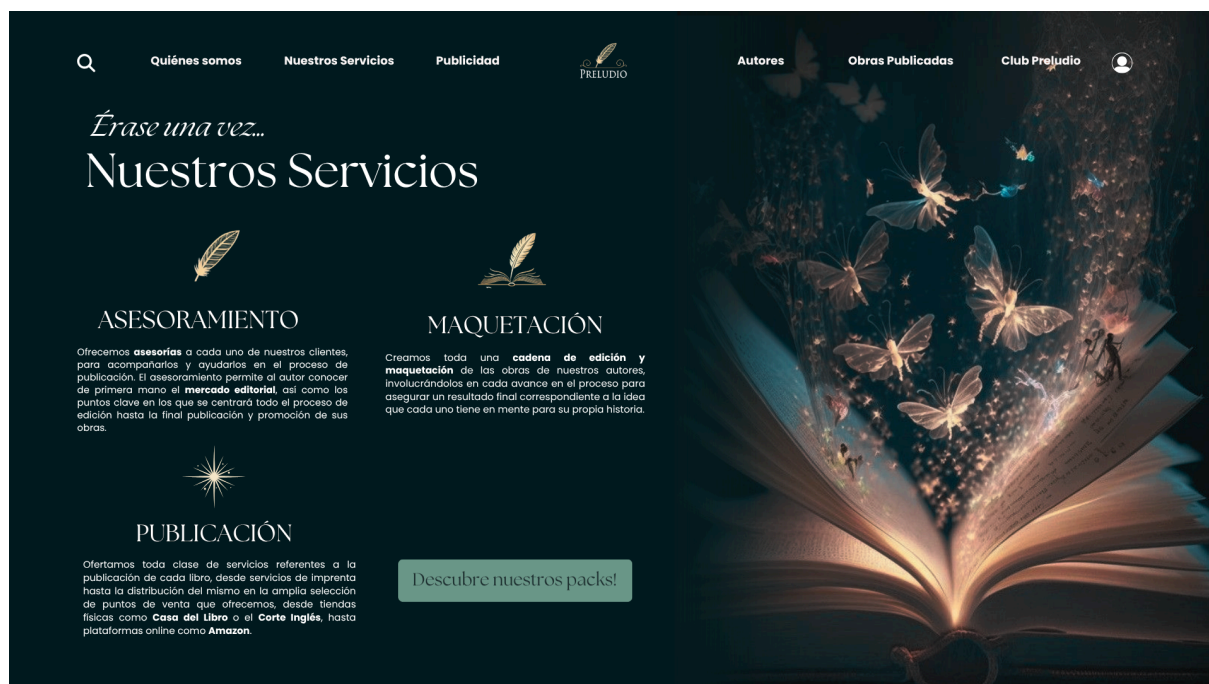 Quiénes somos
Nuestros Servicios
Publicidad
PRELUDIO
Autores
Obras Publicadas
Club Preludio
Érase una vez...
Nuestros Servicios
ASESORAMIENTO
Ofrecemos asesorías a cada uno de nuestros clientes,
para acompañarlos y ayudarlos en el proceso de
publicación. El asesoramiento permite al autor conocer
de primera mano el mercado editorial, así como los
puntos clave en los que se centrará todo el proceso de
edición hasta la final publicación y promoción de sus
obras.
MAQUETACIÓN
Creamos toda una cadena de edición y
maquetación de las obras de nuestros autores,
involucrándolos en cada avance en el proceso para
asegurar un resultado final correspondiente a la idea
que cada uno tiene en mente para su propia historia.
PUBLICACIÓN
Ofertamos toda clase de servicios referentes a la
publicación de cada libro, desde servicios de imprenta
hasta la distribución del mismo en la amplia selección
de puntos de venta que ofrecemos, desde tiendas
físicas como Casa del Libro o el Corte Inglés, hasta
plataformas online como Amazon.
Descubre nuestros packs!